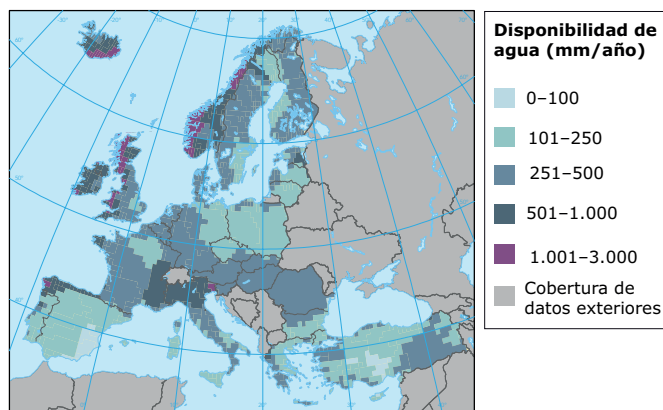 Disponibilidad de
agua (mm/año)
0–100
101–250
251–500
501–1.000
1.001–3.000
Cobertura de
datos exteriores